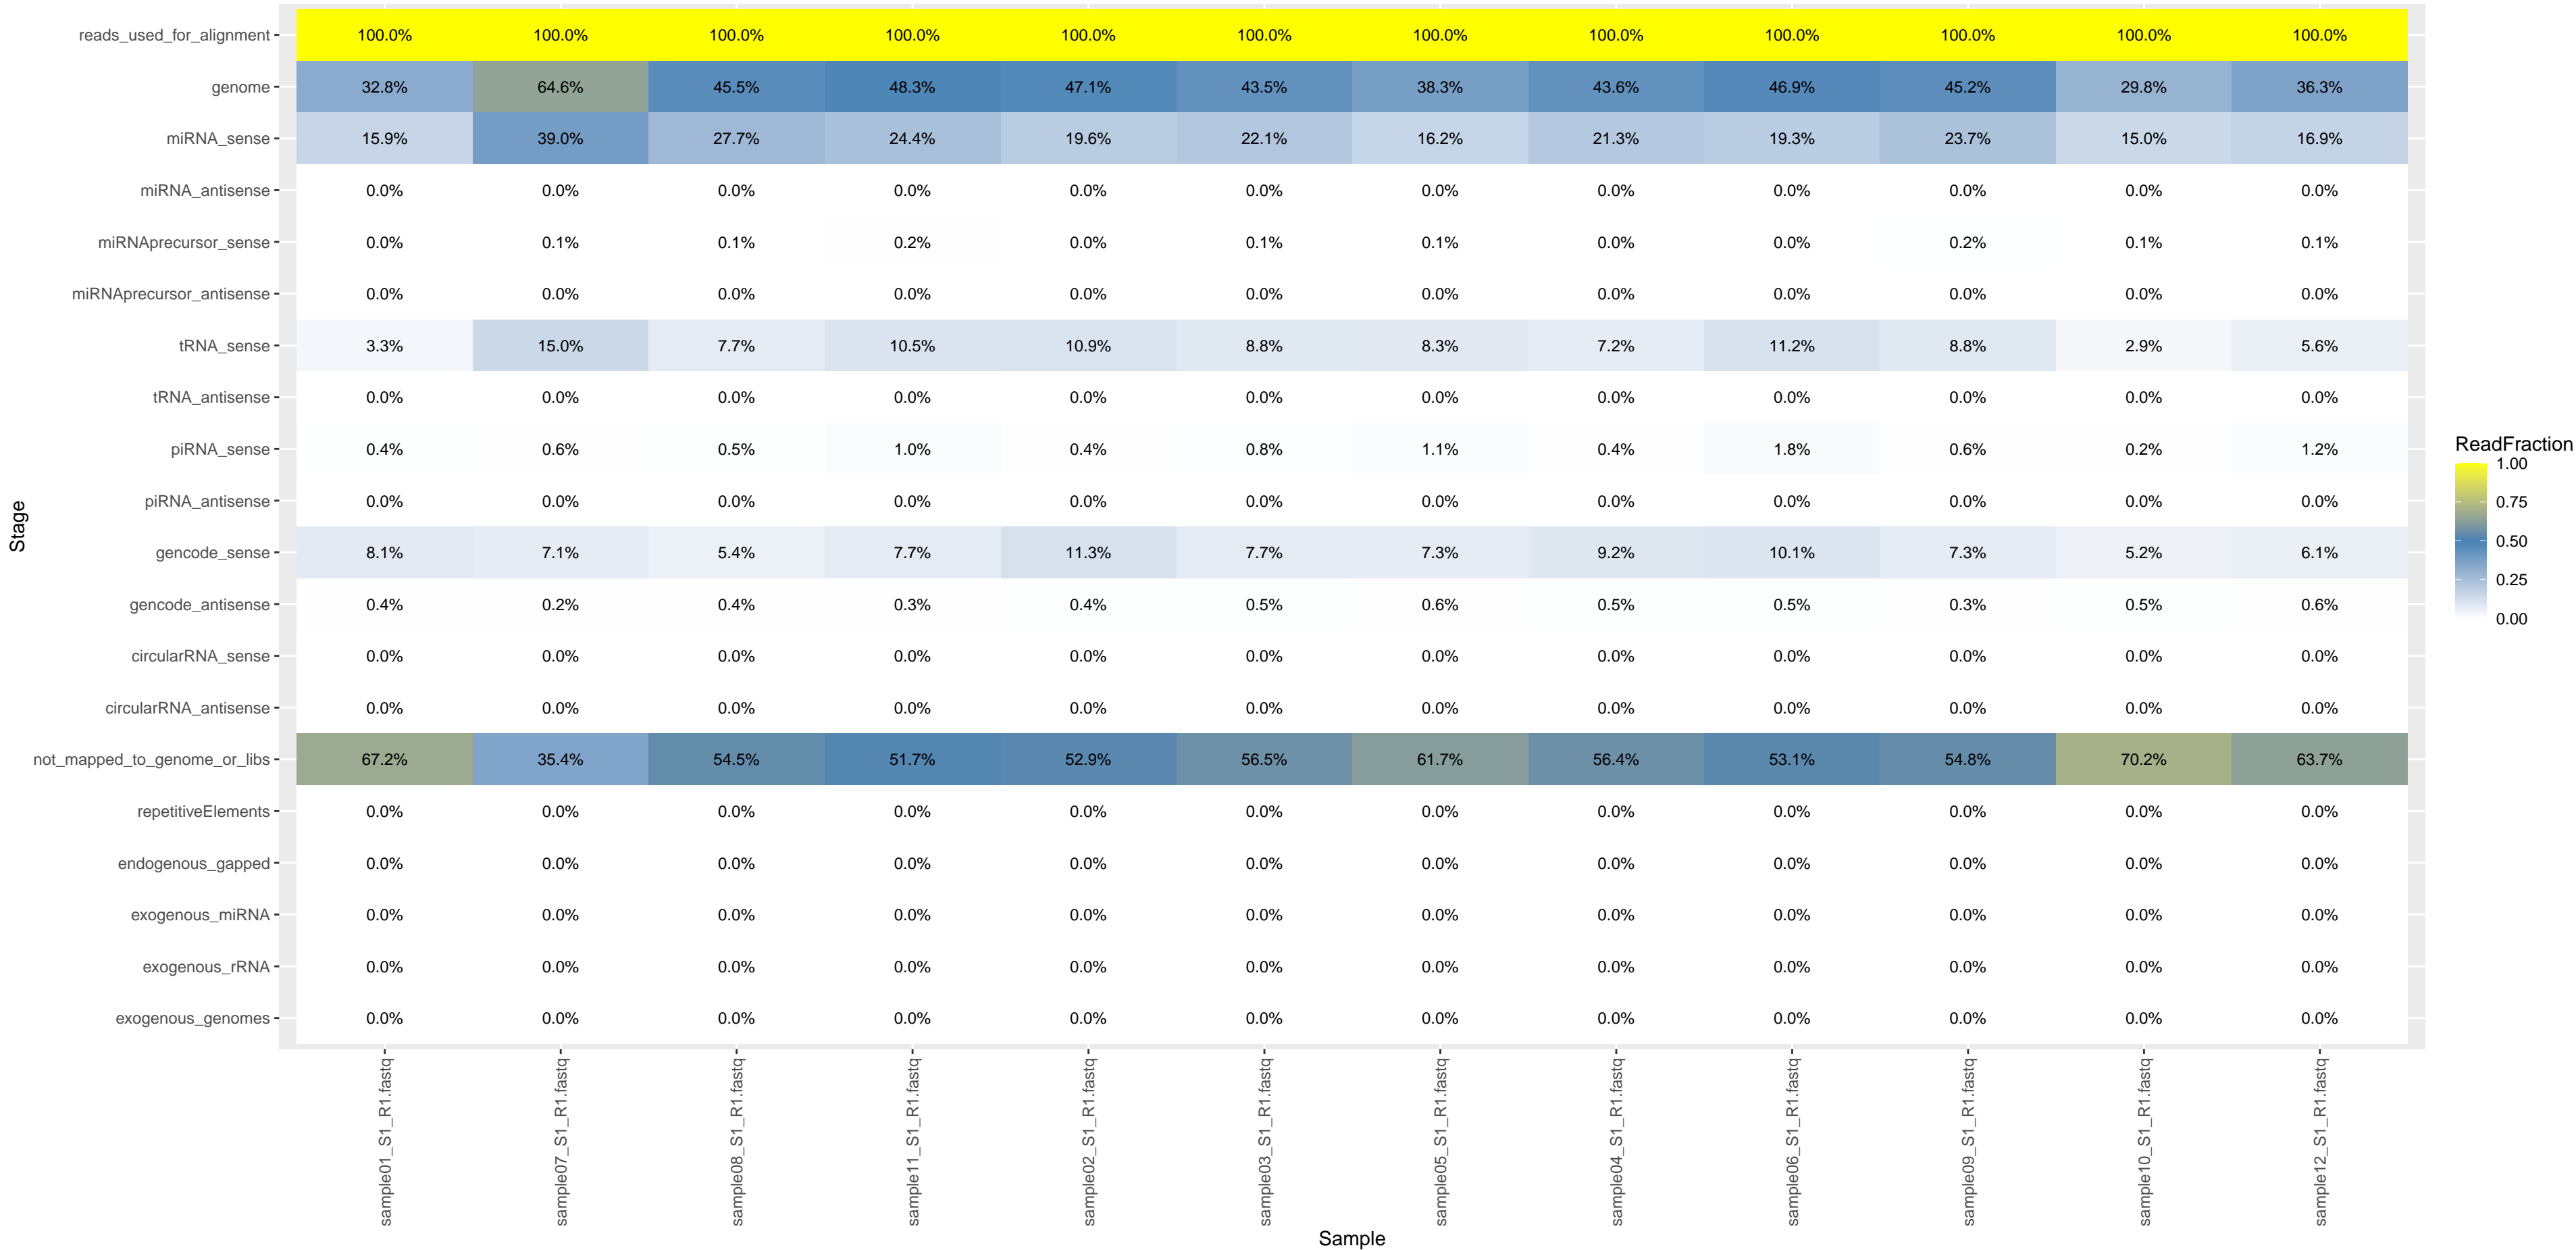 reads_used_for_alignment 100.0% 100.0% 100.0% 100.0% 100.0% 100.0% 100.0% 100.0% 100.0% 100.0% 100.0% 100.0%
genome 32.8% 64.6% 45.5% 48.3% 47.1% 43.5% 38.3% 43.6% 46.9% 45.2% 29.8% 36.3%
miRNA_sense 15.9% 39.0% 27.7% 24.4% 19.6% 22.1% 16.2% 21.3% 19.3% 23.7% 15.0% 16.9%
miRNA_antisense 0.0% 0.0% 0.0% 0.0% 0.0% 0.0% 0.0% 0.0% 0.0% 0.0% 0.0% 0.0%
miRNAprecursor_sense 0.0% 0.1% 0.1% 0.2% 0.0% 0.1% 0.1% 0.0% 0.0% 0.2% 0.1% 0.1%
miRNAprecursor_antisense 0.0% 0.0% 0.0% 0.0% 0.0% 0.0% 0.0% 0.0% 0.0% 0.0% 0.0% 0.0%
tRNA_sense 3.3% 15.0% 7.7% 10.5% 10.9% 8.8% 8.3% 7.2% 11.2% 8.8% 2.9% 5.6%
tRNA_antisense 0.0% 0.0% 0.0% 0.0% 0.0% 0.0% 0.0% 0.0% 0.0% 0.0% 0.0% 0.0%
piRNA_sense 0.4% 0.6% 0.5% 1.0% 0.4% 0.8% 1.1% 0.4% 1.8% 0.6% 0.2% 1.2%
piRNA_antisense 0.0% 0.0% 0.0% 0.0% 0.0% 0.0% 0.0% 0.0% 0.0% 0.0% 0.0% 0.0%
gencode_sense 8.1% 7.1% 5.4% 7.7% 11.3% 7.7% 7.3% 9.2% 10.1% 7.3% 5.2% 6.1%
gencode_antisense 0.4% 0.2% 0.4% 0.3% 0.4% 0.5% 0.6% 0.5% 0.5% 0.3% 0.5% 0.6%
circularRNA_sense 0.0% 0.0% 0.0% 0.0% 0.0% 0.0% 0.0% 0.0% 0.0% 0.0% 0.0% 0.0%
circularRNA_antisense 0.0% 0.0% 0.0% 0.0% 0.0% 0.0% 0.0% 0.0% 0.0% 0.0% 0.0% 0.0%
not_mapped_to_genome_or_libs 67.2% 35.4% 54.5% 51.7% 52.9% 56.5% 61.7% 56.4% 53.1% 54.8% 70.2% 63.7%
repetitiveElements 0.0% 0.0% 0.0% 0.0% 0.0% 0.0% 0.0% 0.0% 0.0% 0.0% 0.0% 0.0%
endogenous_gapped 0.0% 0.0% 0.0% 0.0% 0.0% 0.0% 0.0% 0.0% 0.0% 0.0% 0.0% 0.0%
exogenous_miRNA 0.0% 0.0% 0.0% 0.0% 0.0% 0.0% 0.0% 0.0% 0.0% 0.0% 0.0% 0.0%
exogenous_rRNA 0.0% 0.0% 0.0% 0.0% 0.0% 0.0% 0.0% 0.0% 0.0% 0.0% 0.0% 0.0%
exogenous_genomes 0.0% 0.0% 0.0% 0.0% 0.0% 0.0% 0.0% 0.0% 0.0% 0.0% 0.0% 0.0%
sample01_S1_R1.fastq
sample07_S1_R1.fastq
sample08_S1_R1.fastq
sample11_S1_R1.fastq
sample02_S1_R1.fastq
sample03_S1_R1.fastq
sample05_S1_R1.fastq
sample04_S1_R1.fastq
sample06_S1_R1.fastq
sample09_S1_R1.fastq
sample10_S1_R1.fastq
sample12_S1_R1.fastq
Sample
Stage
ReadFraction
1.00
0.75
0.50
0.25
0.00